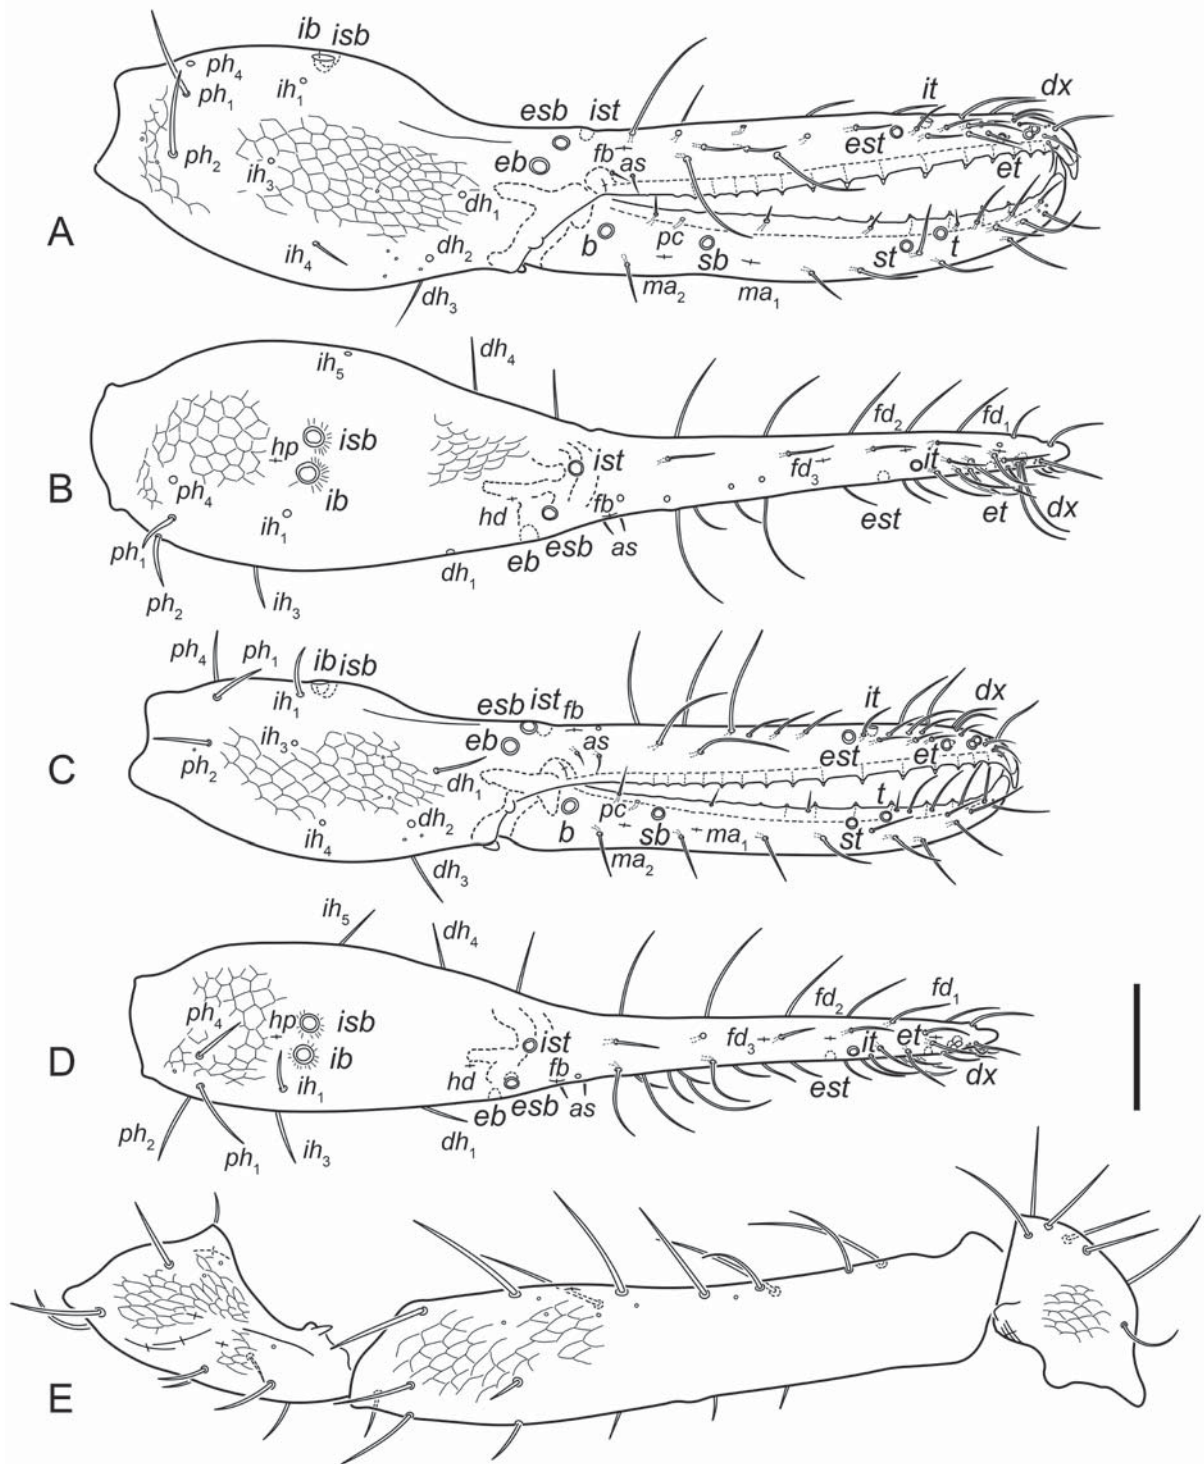 ib isb
ph4
ph1
ih1
esb ist
it
dx
est
fb
as
eb
et
ph2
ih3
dh1
A
b
pc
sb
st
t
ih4
dh2
dh3
ma2
ma1
ih5
dh4
fd2
fd1
hp
isb
ist
fd3
it
B
ph4
ib
hd
fb
est
et
dx
ih1
ph1
eb
esb
as
dh1
ph2
ih3
ph4
ph1
ib isb
ih1
esb ist fb
it
dx
eb
as
est
et
ih3
ph2
C
dh1
t
dh2
b
pc
sb
ma1
st
ih4
dh3
ma2
ih5
dh4
fd2
fd1
ph4
hp
isb
ist
fd3
it
et
D
ib
hd
fb
ih1
eb
esb
as
est
dx
ph2
ph1
ih3
dh1
E